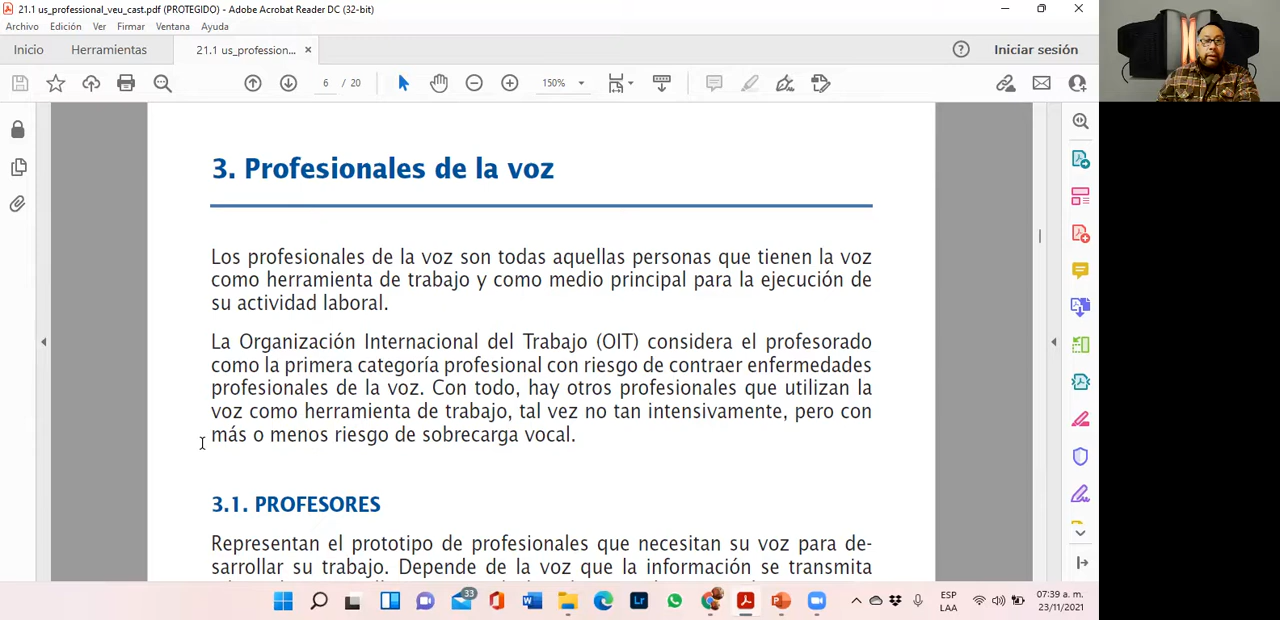 21.1 us_professional_veu_cast.pdf (PROTEGIDO) - Adobe Acrobat Reader DC (32-bit)
Archivo Edición Ver Firmar Ventana Ayuda
Inicio Herramientas 21.1 us_profession... × Iniciar sesión
6 / 20 150%
3. Profesionales de la voz
Los profesionales de la voz son todas aquellas personas que tienen la voz
como herramienta de trabajo y como medio principal para la ejecución de
su actividad laboral.
La Organización Internacional del Trabajo (OIT) considera el profesorado
como la primera categoría profesional con riesgo de contraer enfermedades
profesionales de la voz. Con todo, hay otros profesionales que utilizan la
voz como herramienta de trabajo, tal vez no tan intensivamente, pero con
más o menos riesgo de sobrecarga vocal.
3.1. PROFESORES
Representan el prototipo de profesionales que necesitan su voz para de-
sarrollar su trabajo. Depende de la voz que la información se transmita
33
ESP
LAA
07:39 a. m.
23/11/2021